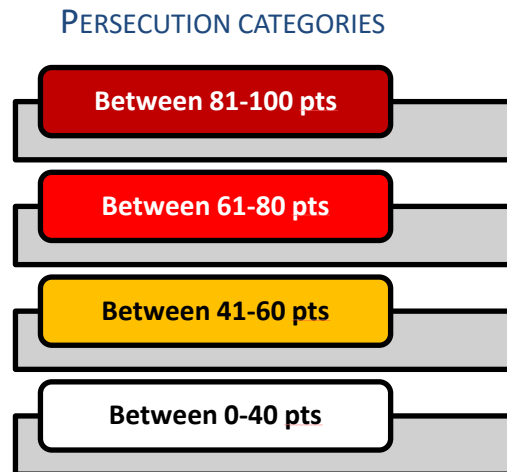 PERSECUTION CATEGORIES
Between 81-100 pts
Between 61-80 pts
Between 41-60 pts
Between 0-40 pts